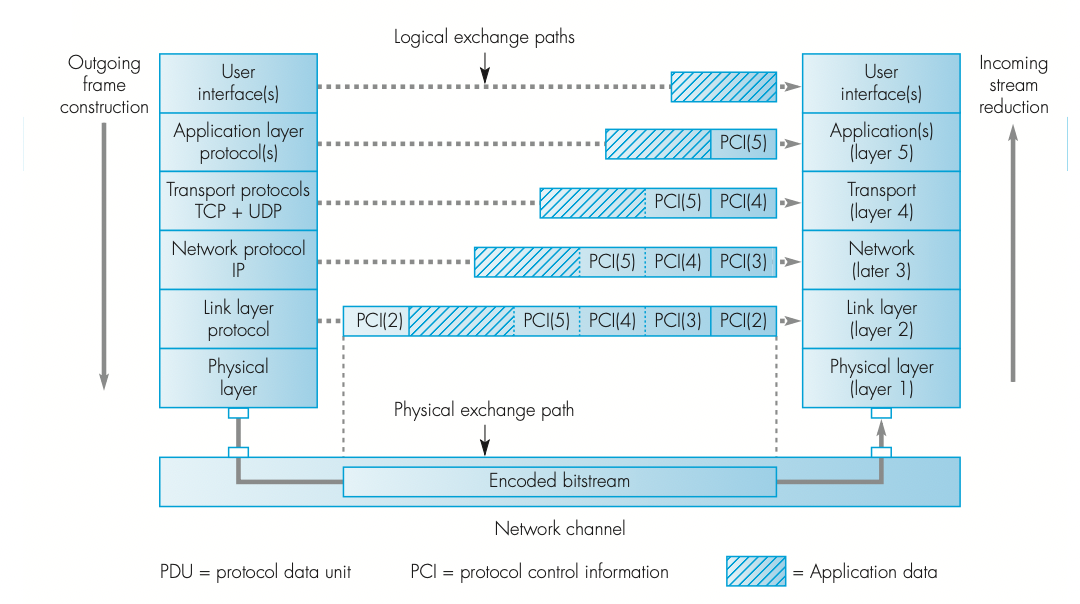 Logical exchange paths
Outgoing
frame
construction
User
interface(s)
User
interface(s)
Incoming
stream
reduction
Application layer
protocol(s)
PCI(5)
Application(s)
(layer 5)
Transport protocols
TCP + UDP
PCI(5) PCI(4)
Transport
(layer 4)
Network protocol
IP
PCI(5) PCI(4) PCI(3)
Network
(later 3)
Link layer
protocol
PCI(2) PCI(5) PCI(4) PCI(3) PCI(2)
Link layer
(layer 2)
Physical
layer
Physical layer
(layer 1)
Physical exchange path
Encoded bitstream
Network channel
PDU = protocol data unit PCI = protocol control information = Application data